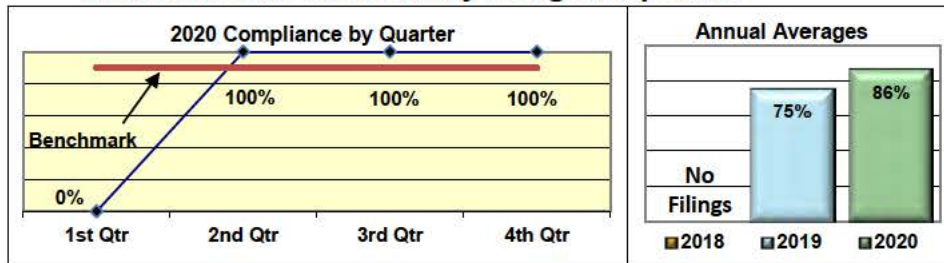 2020 Compliance by Quarter
100% 100% 100%
Benchmark
0%
1st Qtr 2nd Qtr 3rd Qtr 4th Qtr
Annual Averages
75% 86%
No
Filings
2018 2019 2020